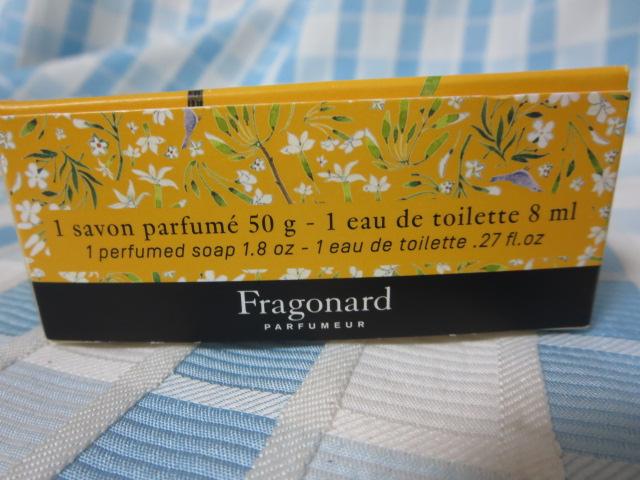 1 savon parfumé 50 g - 1 eau de toilette 8 ml
1 perfumed soap 1.8 oz - 1 eau de toilette .27 fl.oz
Fragonard
PARFUMEUR